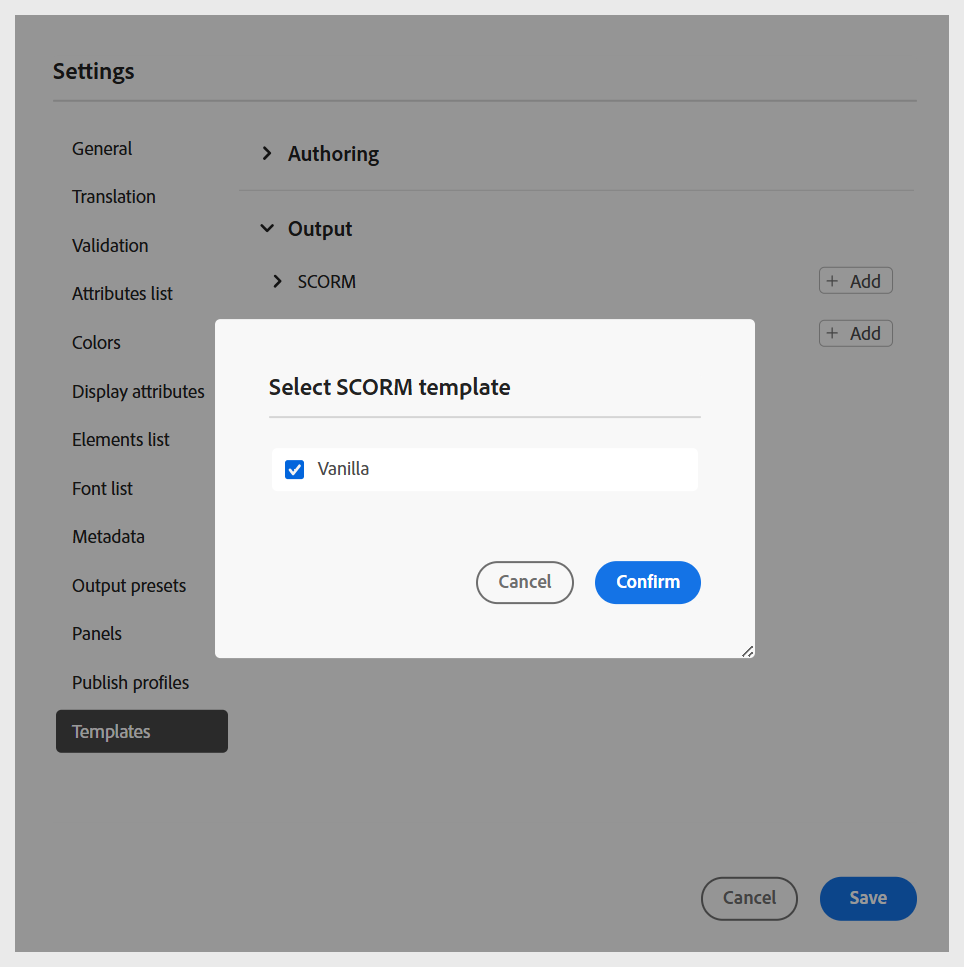 Settings
General
Translation
Validation
Attributes list
Colors
Display attributes
Elements list
Font list
Metadata
Output presets
Panels
Publish profiles
Templates
Authoring
Output
SCORM
+ Add
+ Add
Select SCORM template
Vanilla
Cancel Confirm
Cancel Save